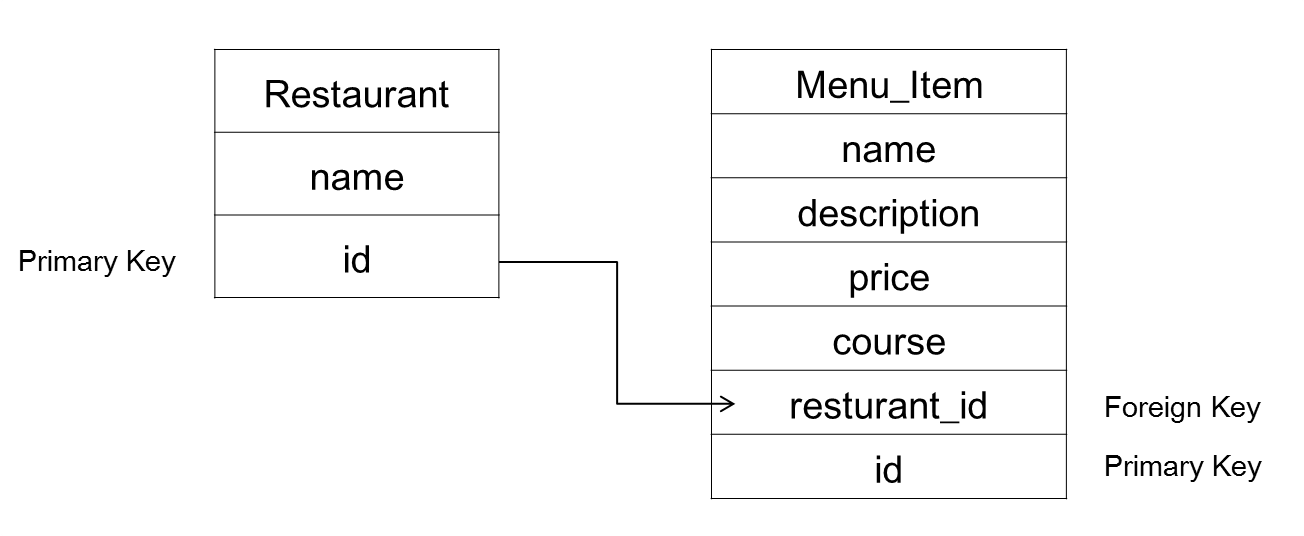 Restaurant
name
id
Primary Key
Menu_Item
name
description
price
course
resturant_id
Foreign Key
id
Primary Key